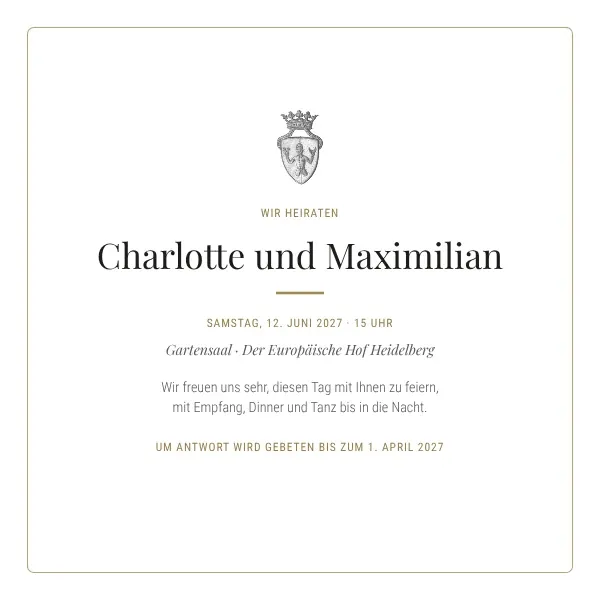 WIR HEIRATEN
Charlotte und Maximilian
SAMSTAG, 12. JUNI 2027 · 15 UHR
Gartensaal · Der Europäische Hof Heidelberg
Wir freuen uns sehr, diesen Tag mit Ihnen zu feiern,
mit Empfang, Dinner und Tanz bis in die Nacht.
UM ANTWORT WIRD GEBETEN BIS ZUM 1. APRIL 2027